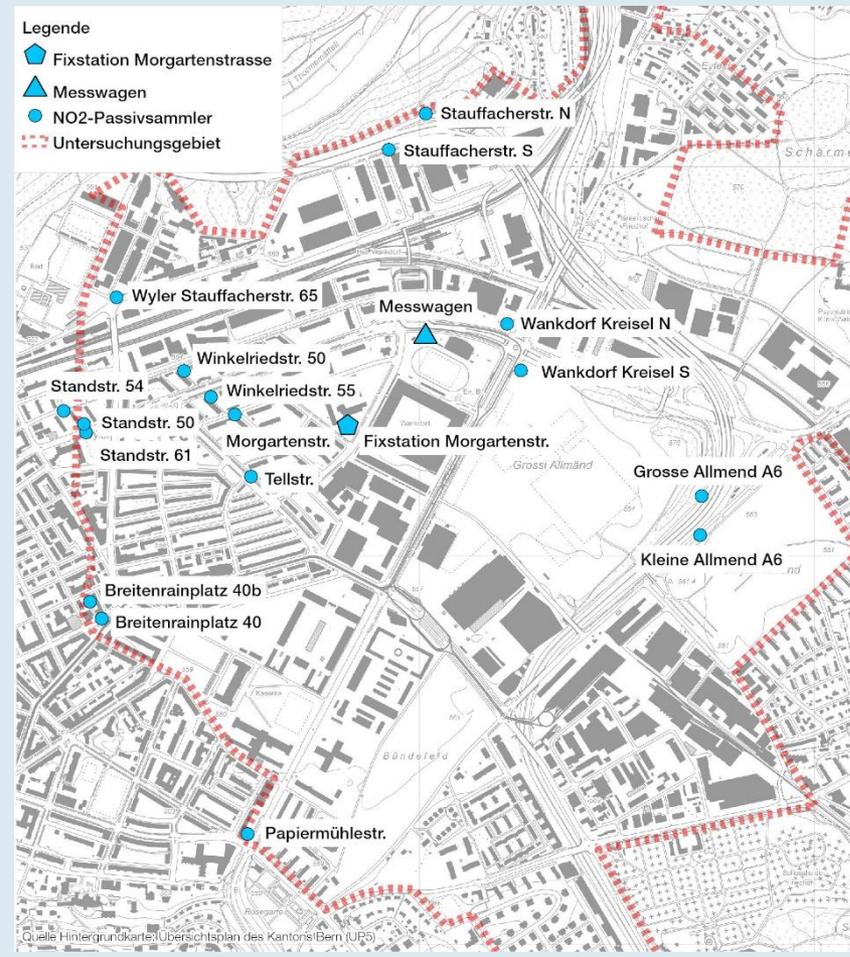 Legende
Fixstation Morgartenstrasse
Messwagen
NO2-Passivsammler
Untersuchungsgebiet
Stauffacherstr. N
Stauffacherstr. S
Wyler Stauffacherstr. 65
Messwagen
Wankdorf Kreisel N
Winkelriedstr. 50
Wankdorf Kreisel S
Standstr. 54
Winkelriedstr. 55
Standstr. 50
Morgartenstr.
Fixstation Morgartenstr.
Standstr. 61
Tellstr.
Grossi Allmänd
Grosse Allmend A6
Kleine Allmend A6
Breitenrainplatz 40b
Breitenrainplatz 40
Kaserne
Bündefeld
Papiermühlestr.
Quelle Hintergrundkarte: Übersichtsplan des Kantons Bern (UP5)